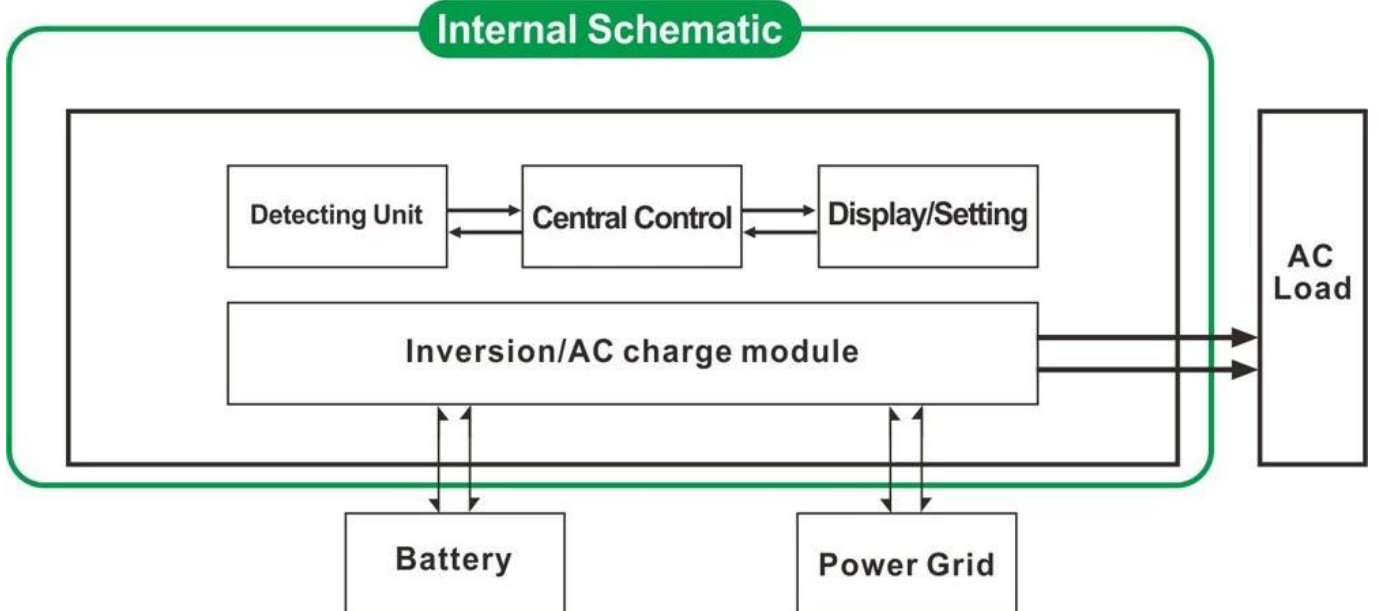 Internal Schematic
Detecting Unit
Central Control
Display/Setting
AC
Load
Inversion/AC charge module
Battery
Power Grid